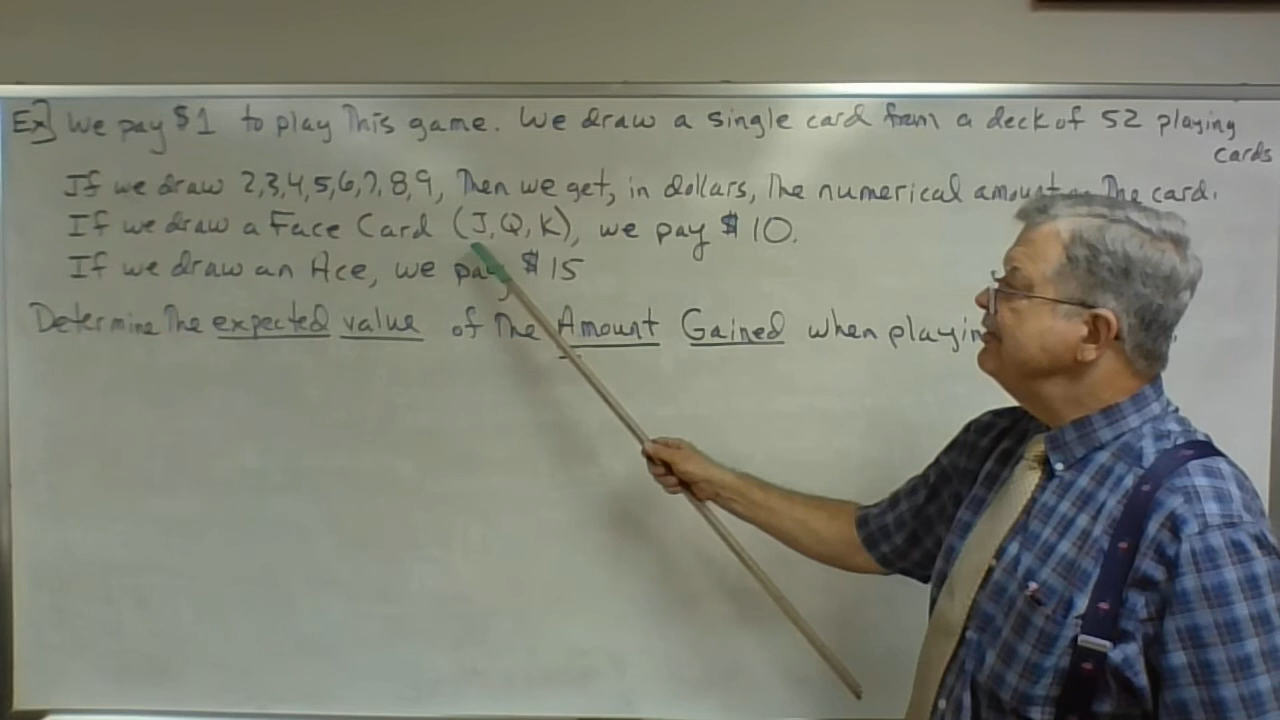 Ex] We pay $1 to play This game. We draw a single card from a deck of 52 playing
cards
If we draw 2,3,4,5,6,7,8,9, Then we get, in dollars, The numerical amount The card.
If we draw a Face Card (J,Q,K), we pay $10.
If we draw an Ace, we pay $15
Determine The expected value of The Amount Gained when playing